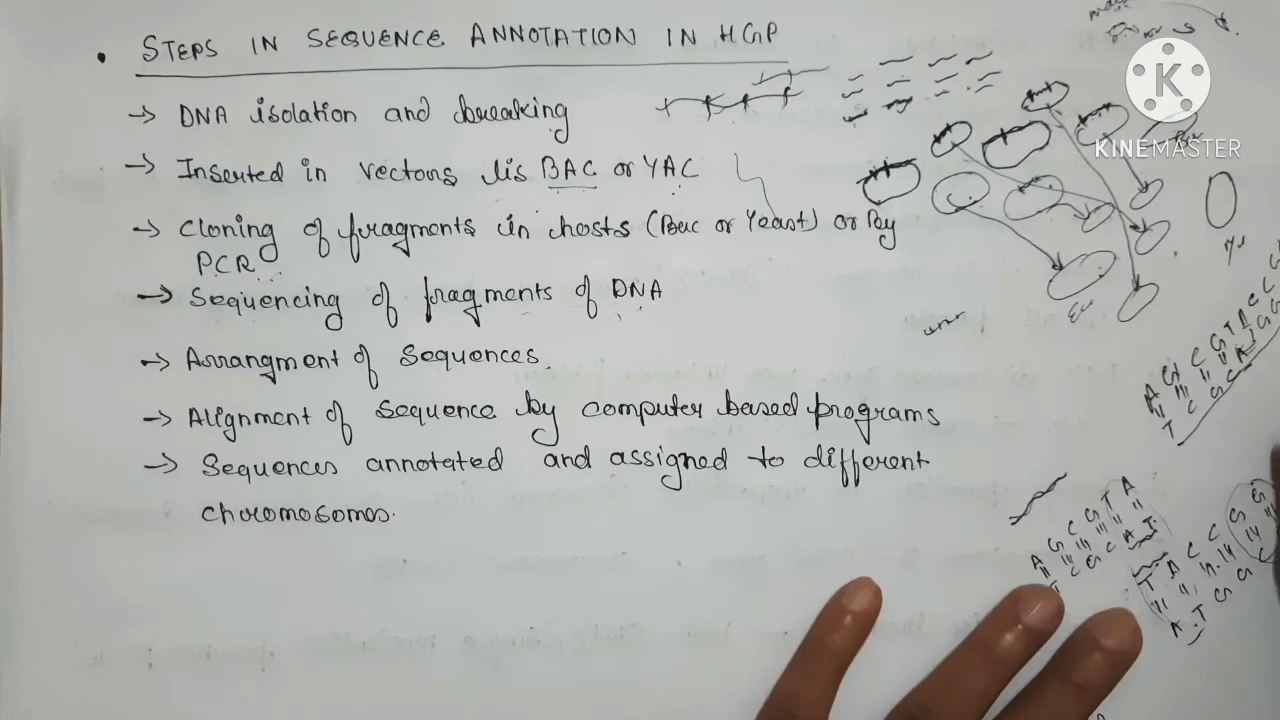 • STEPS IN SEQUENCE ANNOTATION IN HGP
→ DNA isolation and breaking
→ Inserted in vectors lis BAC or YAC
→ Cloning of fragments in hosts (Bac or Yeast) or By
PCR
→ Sequencing of fragments of DNA
→ Arrangment of Sequences.
→ Alignment of Sequence by computer based programs
→ Sequences annotated and assigned to different
chromosomes.
K
KINEMASTER
A G C G T A
T A C C G G
A T G G